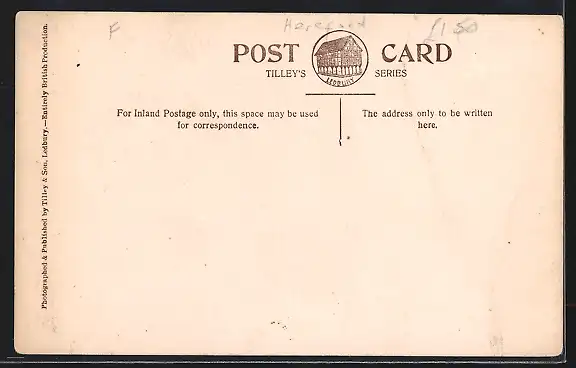 F
Hereford
£1 50
POST CARD
TILLEY'S SERIES
LEDBURY
For Inland Postage only, this space may be used
for correspondence.
The address only to be written
here.
Photographed & Published by Tilley & Son, Ledbury.—Entirely British Production.